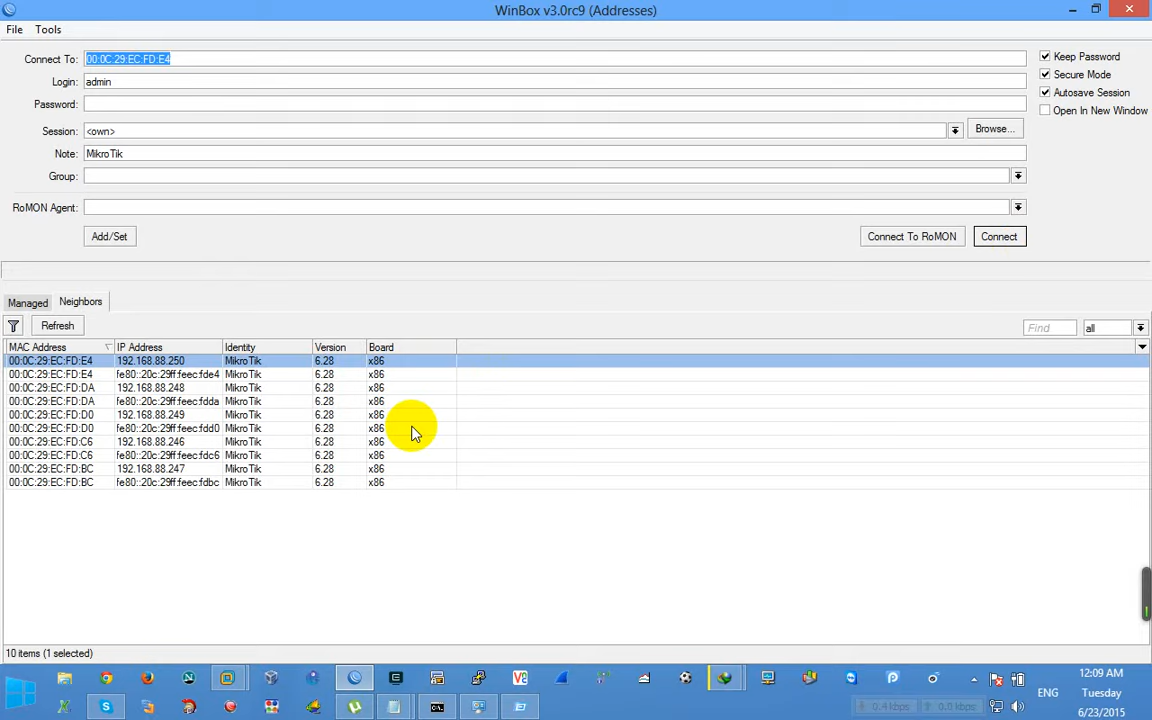 WinBox v3.0rc9 (Addresses)
File Tools
Connect To: 00:0C:29:EC:FD:E4
Keep Password
Login: admin
Secure Mode
Password:
Autosave Session
Open In New Window
Session: <own> Browse...
Note: MikroTik
Group:
RoMON Agent:
Add/Set Connect To RoMON Connect
Managed Neighbors
Refresh Find all
MAC Address IP Address Identity Version Board
00:0C:29:EC:FD:E4 192.168.88.250 MikroTik 6.28 x86
00:0C:29:EC:FD:E4 fe80::20c:29ff:feec:fde4 MikroTik 6.28 x86
00:0C:29:EC:FD:DA 192.168.88.248 MikroTik 6.28 x86
00:0C:29:EC:FD:DA fe80::20c:29ff:feec:fdda MikroTik 6.28 x86
00:0C:29:EC:FD:D0 192.168.88.249 MikroTik 6.28 x86
00:0C:29:EC:FD:D0 fe80::20c:29ff:feec:fdd0 MikroTik 6.28 x86
00:0C:29:EC:FD:C6 192.168.88.246 MikroTik 6.28 x86
00:0C:29:EC:FD:C6 fe80::20c:29ff:feec:fdc6 MikroTik 6.28 x86
00:0C:29:EC:FD:BC 192.168.88.247 MikroTik 6.28 x86
00:0C:29:EC:FD:BC fe80::20c:29ff:feec:fdbc MikroTik 6.28 x86
10 items (1 selected)
12:09 AM
ENG Tuesday
0.4 kbps 0.0 kbps 6/23/2015